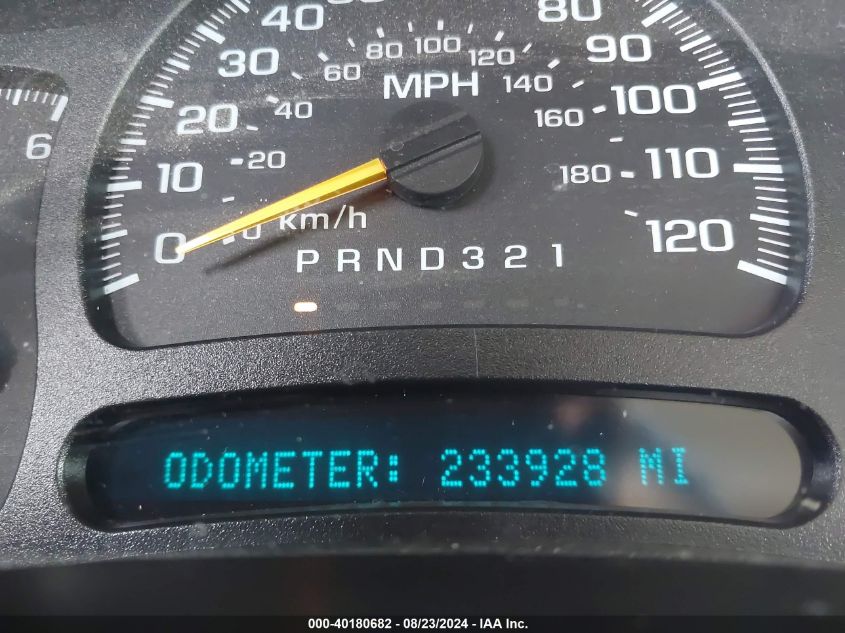 40 80
30 80 100 120 90
60 MPH 140
20 40 160 100
6
10 20 180 110
0 0 km/h 120
PRND321
ODOMETER: 233928 MI
000-40180682 - 08/23/2024 - IAA Inc.